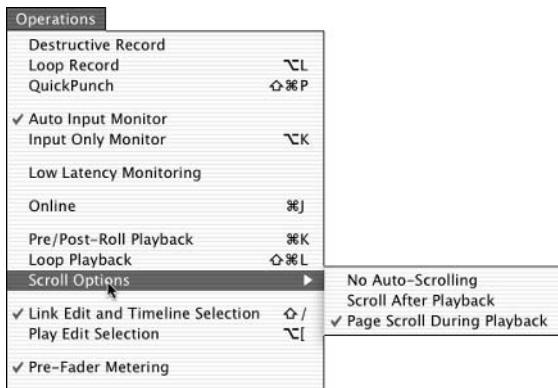 Operations
Destructive Record
Loop Record ⌥L
QuickPunch ⇧⌘P
✓ Auto Input Monitor
Input Only Monitor ⌥K
Low Latency Monitoring
Online ⌘J
Pre/Post-Roll Playback ⌘K
Loop Playback ⇧⌘L
Scroll Options ▶
No Auto-Scrolling
Scroll After Playback
✓ Page Scroll During Playback
✓ Link Edit and Timeline Selection ⇧/
Play Edit Selection ⌥[
✓ Pre-Fader Metering